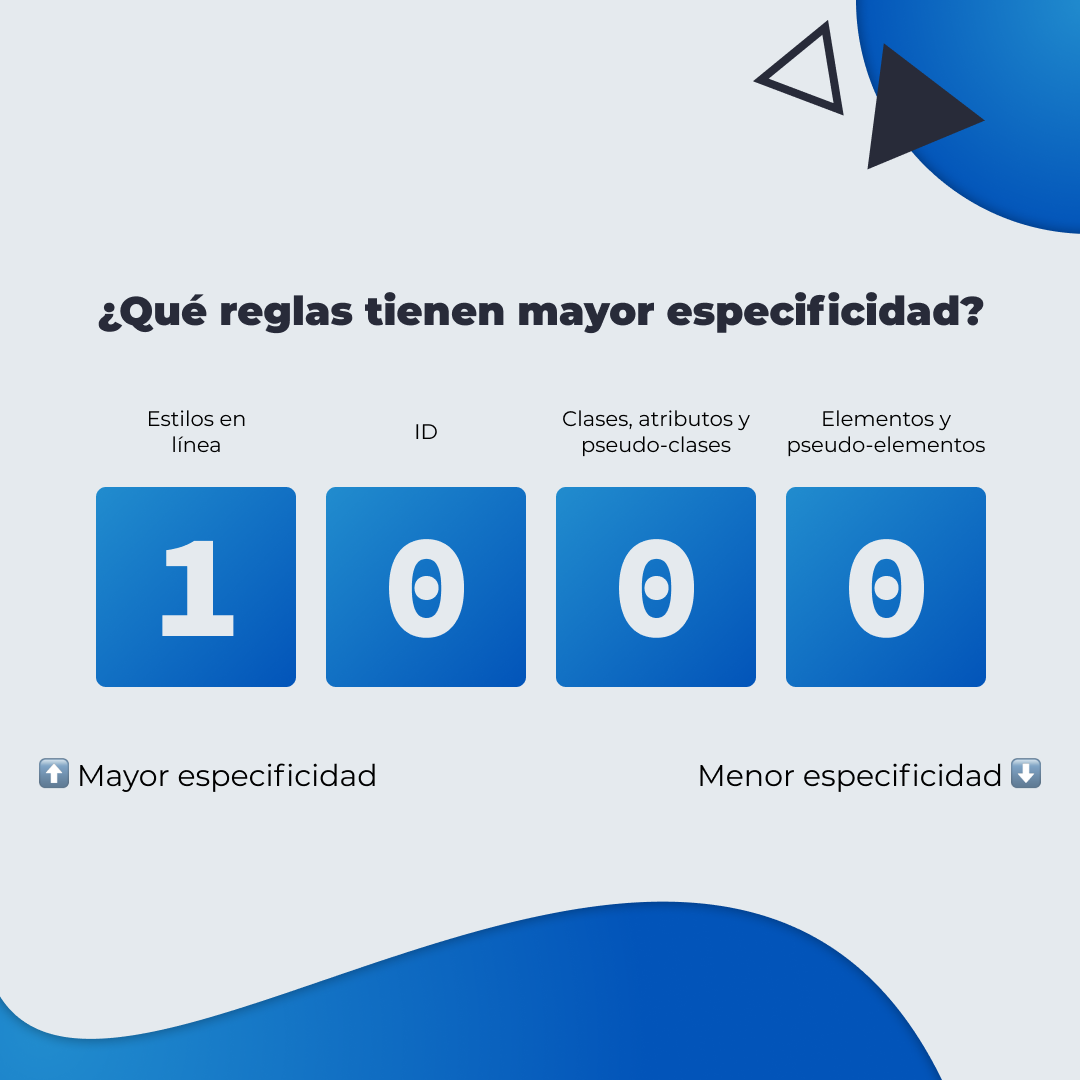 ¿Qué reglas tienen mayor especificidad?
Estilos en
línea
ID
Clases, atributos y
pseudo-clases
Elementos y
pseudo-elementos
1
0
0
0
⬆️ Mayor especificidad
Menor especificidad ⬇️